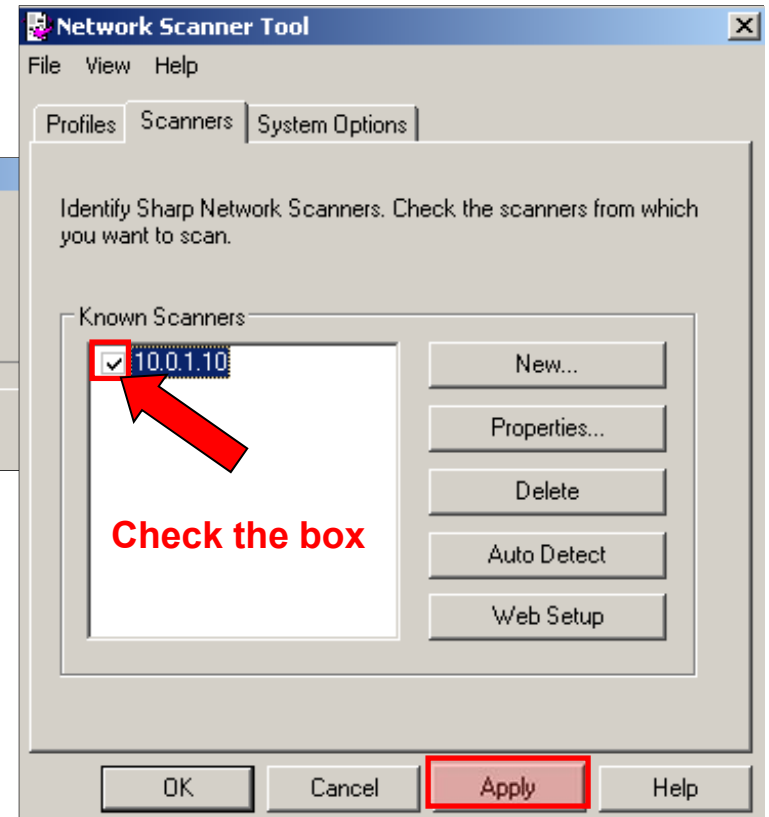 Network Scanner Tool
File View Help
Profiles Scanners System Options
Identify Sharp Network Scanners. Check the scanners from which
you want to scan.
Known Scanners
10.0.1.10
New...
Properties...
Delete
Check the box
Auto Detect
Web Setup
OK Cancel Apply Help